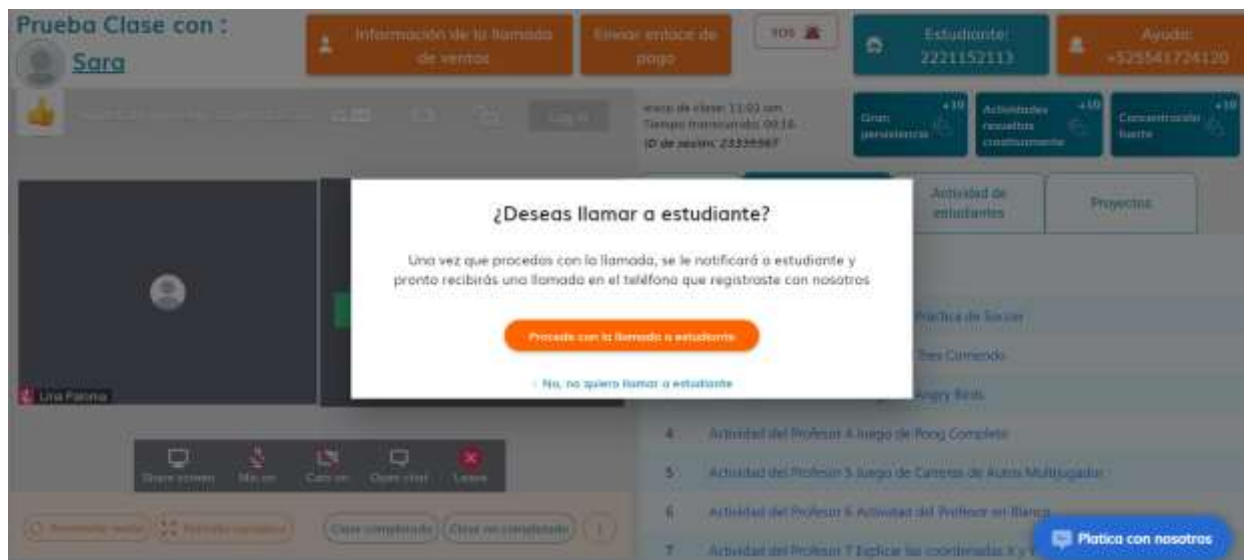 Prueba Clase con :
Sara
Información de la llamada
de ventas
Enviar enlace de
pago
SOS
Estudiante:
2221152113
Ayuda:
+525541724120
Log in
Inicio de clase: 11:02 am
Tiempo transcurrido: 00:16
ID de sesión: 23339567
Gran
persistencia
+10
Actividades
resueltas
creativamente
+10
Concentración
fuerte
+10
Actividad de
estudiantes
Proyectos
¿Deseas llamar a estudiante?
Una vez que procedas con la llamada, se le notificará a estudiante y
pronto recibirás una llamada en el teléfono que registraste con nosotros
Procede con la llamada a estudiante
No, no quiero llamar a estudiante
Práctica de Soccer
Tres Comiendo
Angry Birds
4 Actividad del Profesor 4 Juego de Pong Completo
5 Actividad del Profesor 5 Juego de Carreras de Autos Multijugador
6 Actividad del Profesor 6 Actividad del Profesor en Blanco
7 Actividad del Profesor 7 Explicar las coordenadas X y
Una Paloma
Share screen
Mic on
Cam on
Open chat
Leave
Clase completada
Clase no completada
Platica con nosotros